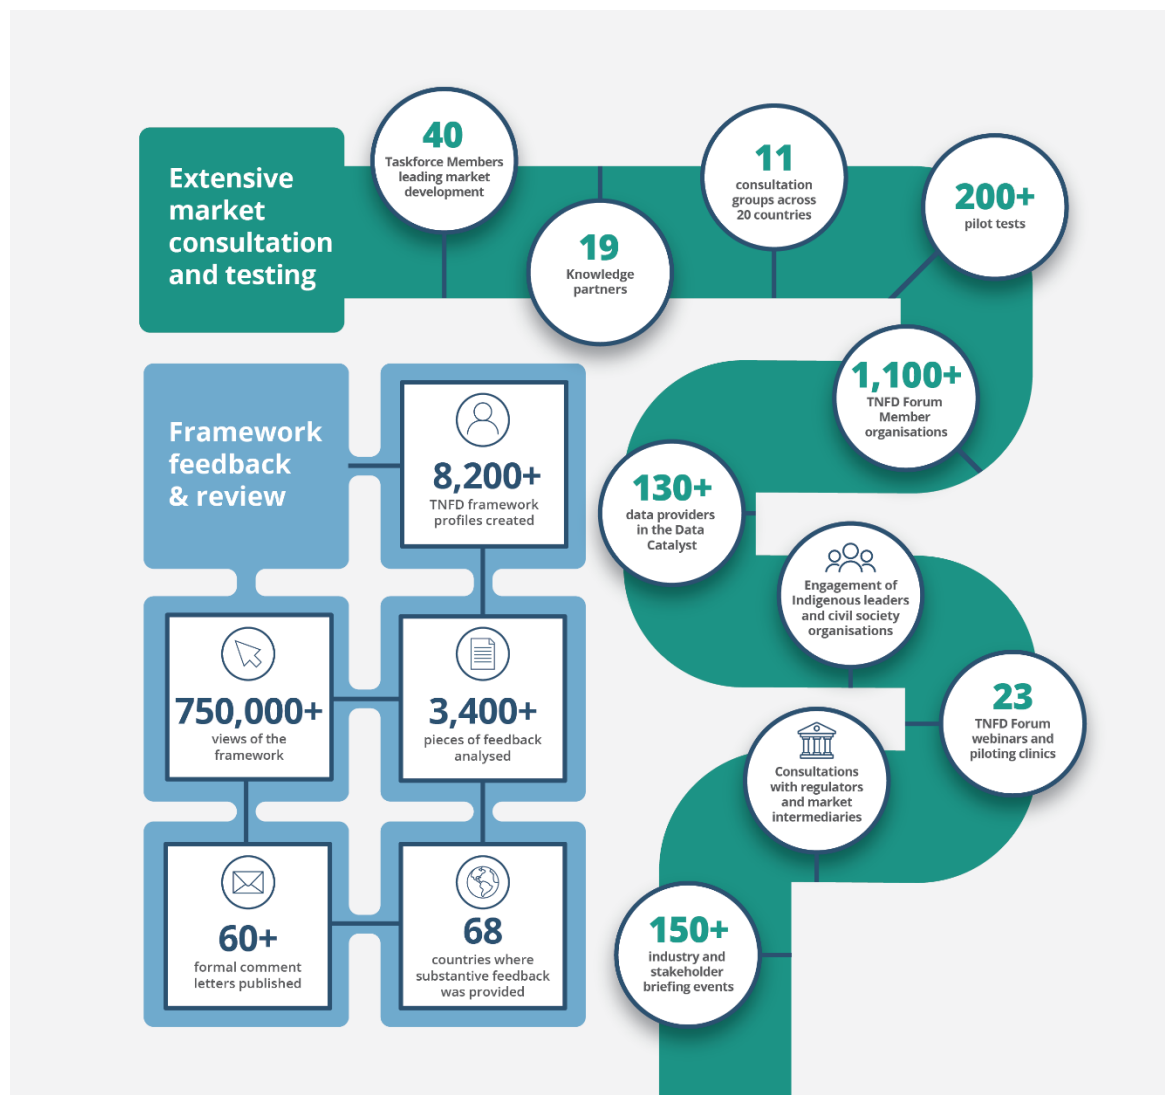 Extensive
market
consultation
and testing
40
Taskforce Members
leading market
development
19
Knowledge
partners
11
consultation
groups across
20 countries
200+
pilot tests
1,100+
TNFD Forum
Member
organisations
130+
data providers
in the Data
Catalyst
Engagement of
Indigenous leaders
and civil society
organisations
23
TNFD Forum
webinars and
piloting clinics
Consultations
with regulators
and market
intermediaries
150+
industry and
stakeholder
briefing events
Framework
feedback
& review
8,200+
TNFD framework
profiles created
750,000+
views of the
framework
3,400+
pieces of feedback
analysed
60+
formal comment
letters published
68
countries where
substantive feedback
was provided